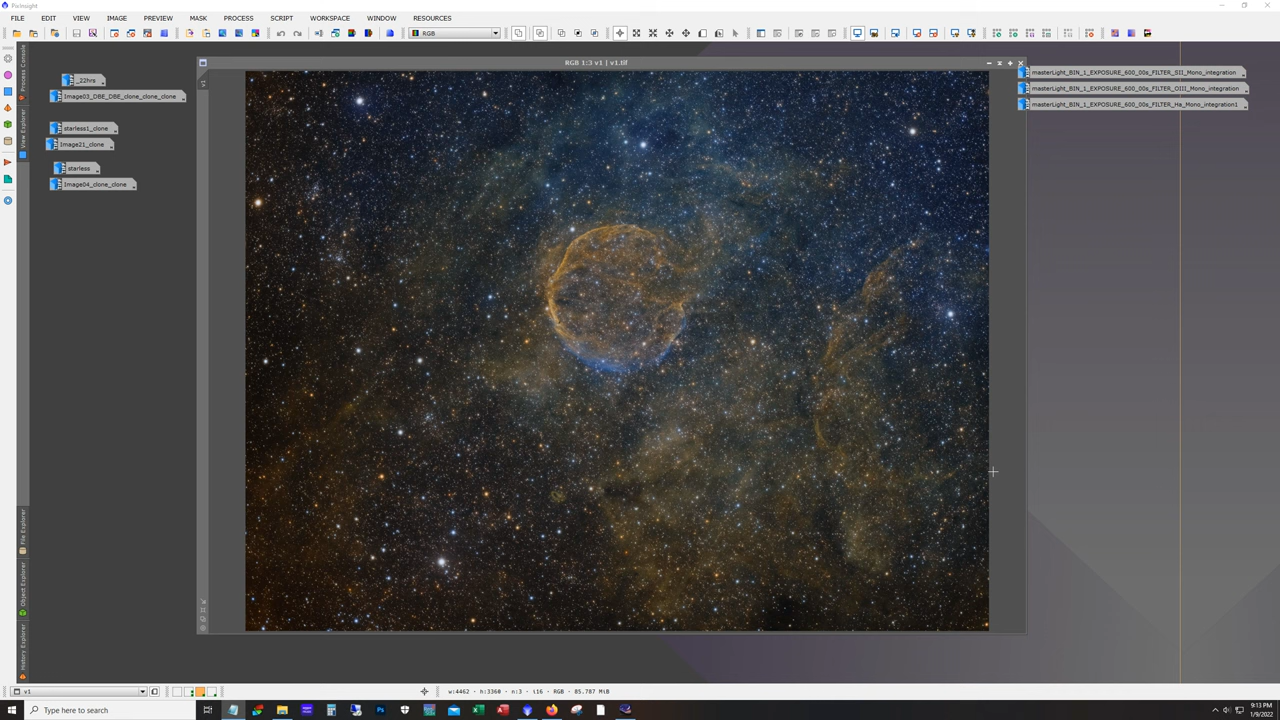 PixInsight
FILE EDIT VIEW IMAGE PREVIEW MASK PROCESS SCRIPT WORKSPACE WINDOW RESOURCES
RGB
Process Console
View Explorer
File Explorer
Object Explorer
History Explorer
_22hrs
Image03_DBE_DBE_clone_clone_clone
starless1_clone
Image21_clone
starless
Image04_clone_clone
RGB 1:3 v1 | v1.tif
v1
masterLight_BIN_1_EXPOSURE_600_00s_FILTER_SII_Mono_integration
masterLight_BIN_1_EXPOSURE_600_00s_FILTER_OIII_Mono_integration
masterLight_BIN_1_EXPOSURE_600_00s_FILTER_Ha_Mono_integration1
v1
w:4462 · h:3360 · n:3 · i16 · RGB · 85.787 MiB
Type here to search
9:13 PM
1/9/2022